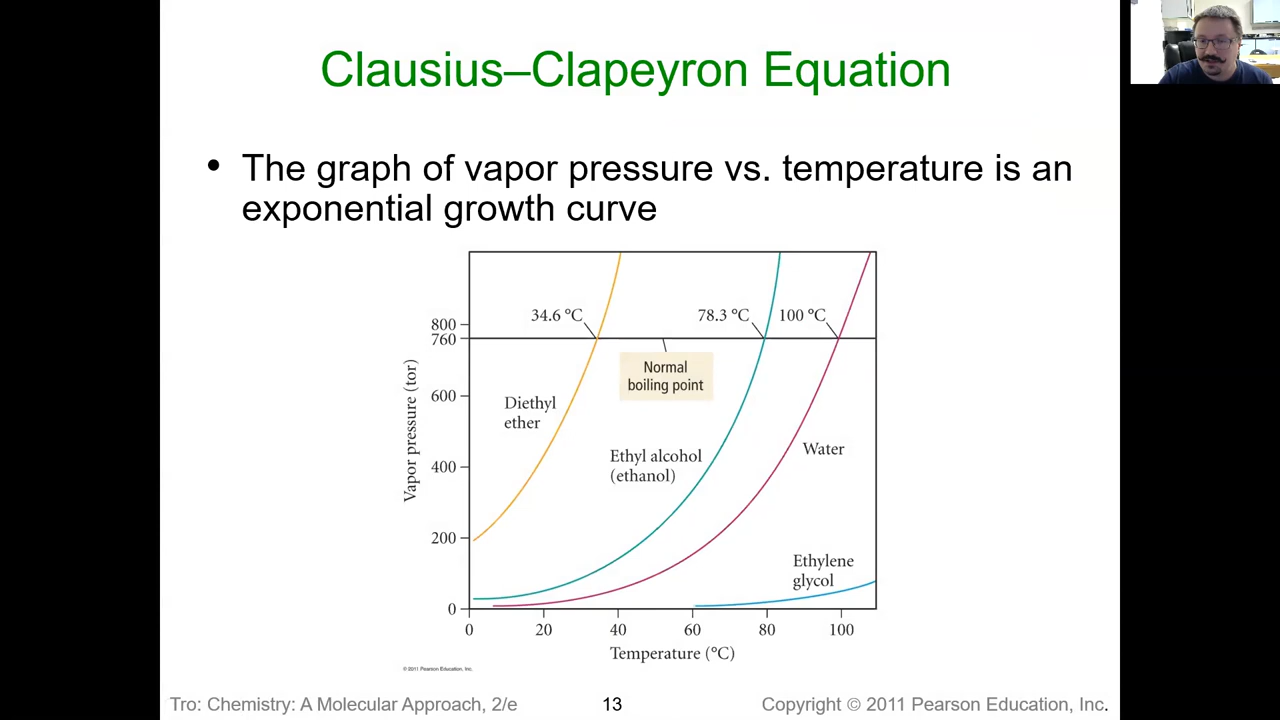 Clausius–Clapeyron Equation
• The graph of vapor pressure vs. temperature is an
exponential growth curve
34.6 °C
78.3 °C
100 °C
800
760
Normal
boiling point
600
Diethyl
ether
Vapor pressure (tor)
Ethyl alcohol
(ethanol)
Water
400
200
Ethylene
glycol
0
0 20 40 60 80 100
Temperature (°C)
© 2011 Pearson Education, Inc.
Tro: Chemistry: A Molecular Approach, 2/e
13
Copyright © 2011 Pearson Education, Inc.